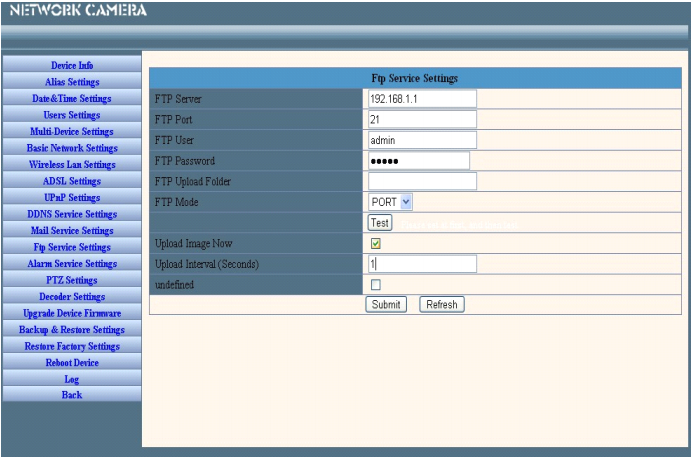 NETWORK CAMERA
Device Info
Alias Settings
Date&Time Settings
Users Settings
Multi-Device Settings
Basic Network Settings
Wireless Lan Settings
ADSL Settings
UPnP Settings
DDNS Service Settings
Mail Service Settings
Ftp Service Settings
Alarm Service Settings
PTZ Settings
Decoder Settings
Upgrade Device Firmware
Backup & Restore Settings
Restore Factory Settings
Reboot Device
Log
Back
Ftp Service Settings
FTP Server 192.168.1.1
FTP Port 21
FTP User admin
FTP Password •••••
FTP Upload Folder
FTP Mode PORT
Test
Upload Image Now
Upload Interval (Seconds) 1
undefined
Submit Refresh